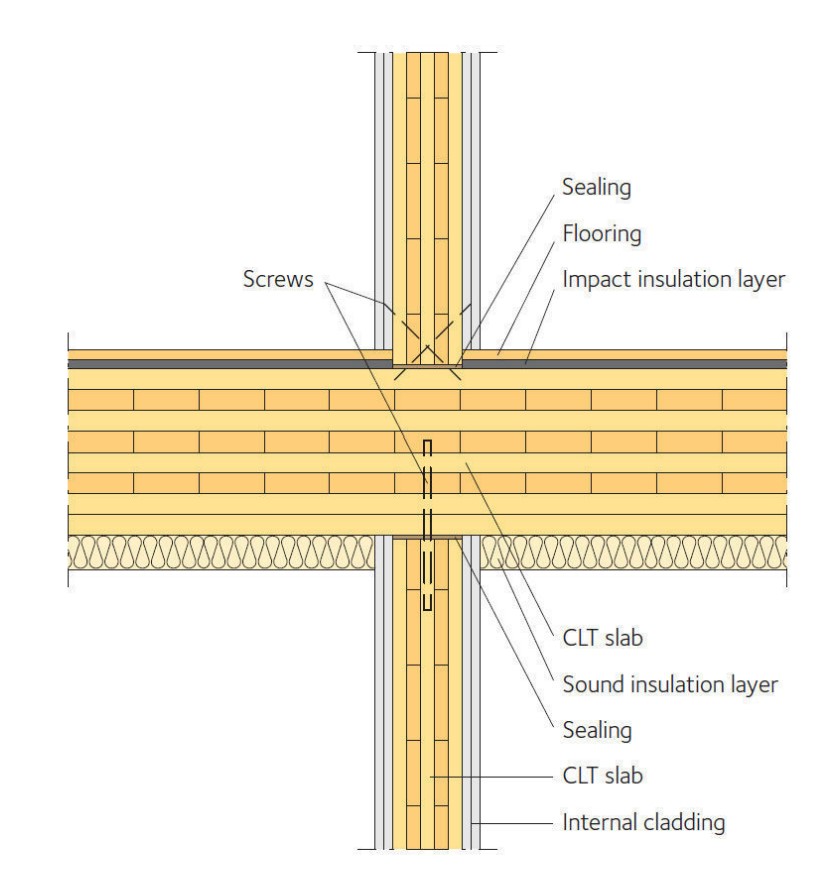 Sealing
Flooring
Screws
Impact insulation layer
CLT slab
Sound insulation layer
Sealing
CLT slab
Internal cladding